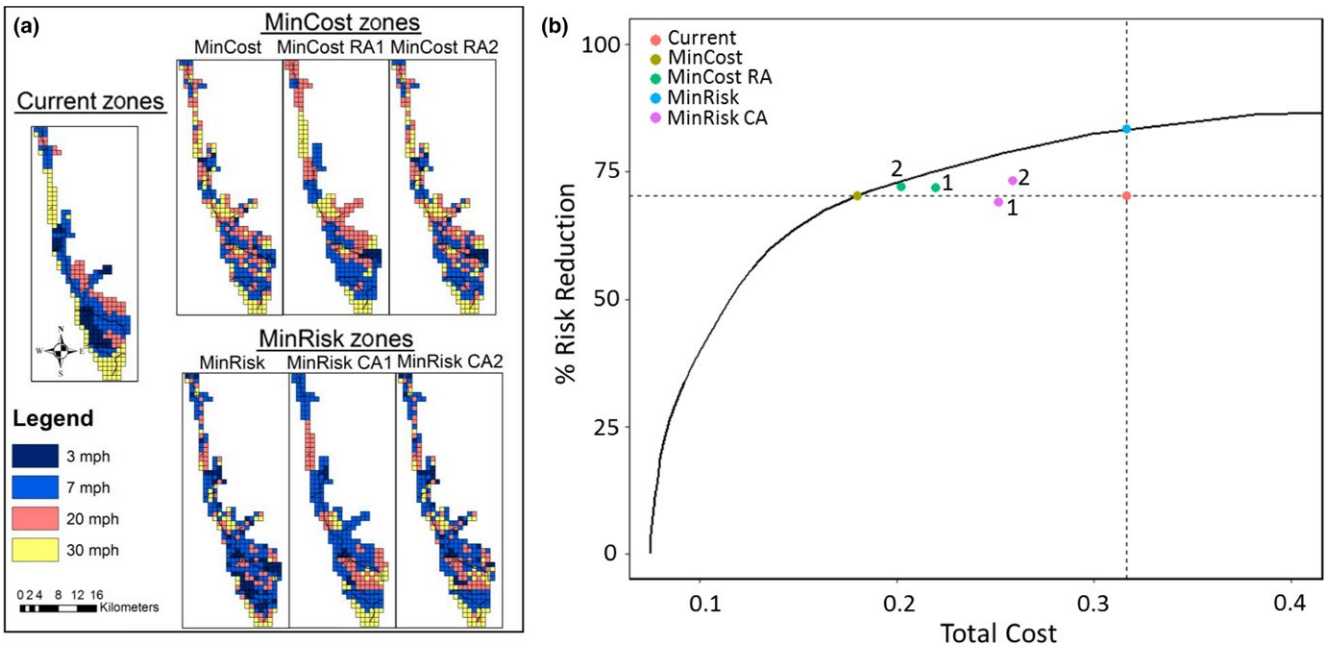 (a)
MinCost zones
MinCost MinCost RA1 MinCost RA2
Current zones
N
W E
S
MinRisk zones
MinRisk MinRisk CA1 MinRisk CA2
Legend
3 mph
7 mph
20 mph
30 mph
0 2 4 8 12 16
Kilometers
(b)
Current
MinCost
MinCost RA
MinRisk
MinRisk CA
100
75
50
25
0
% Risk Reduction
2
1
2
1
0.1 0.2 0.3 0.4
Total Cost